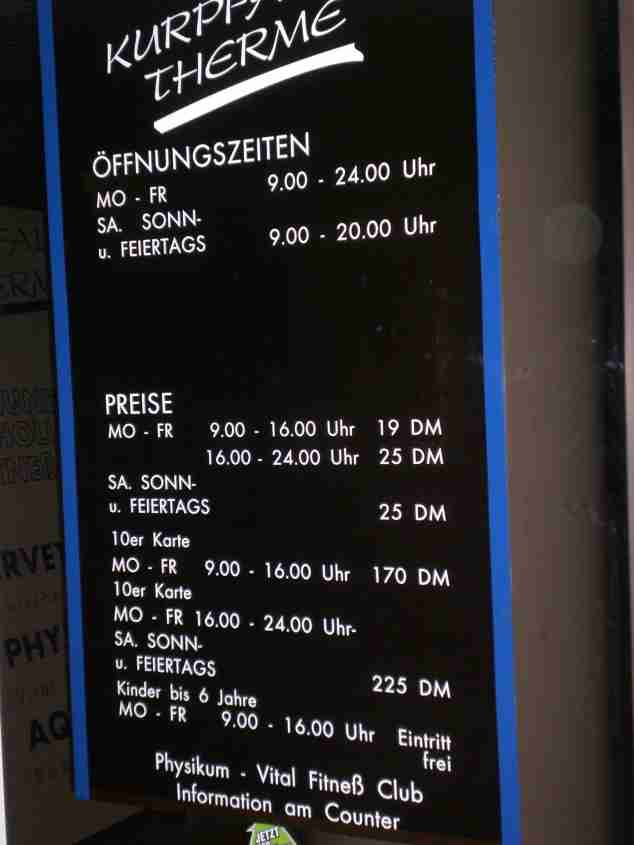 THERME
ÖFFNUNGSZEITEN
MO - FR 9.00 - 24.00 Uhr
SA. SONN-
u. FEIERTAGS 9.00 - 20.00 Uhr
PREISE
MO - FR 9.00 - 16.00 Uhr 19 DM
16.00 - 24.00 Uhr 25 DM
SA. SONN-
u. FEIERTAGS 25 DM
10er Karte
MO - FR 9.00 - 16.00 Uhr 170 DM
10er Karte
MO - FR 16.00 - 24.00 Uhr-
SA. SONN-
u. FEIERTAGS 225 DM
Kinder bis 6 Jahre
MO - FR 9.00 - 16.00 Uhr Eintritt
frei
Physikum - Vital Fitneß Club
Information am Counter
JETZT